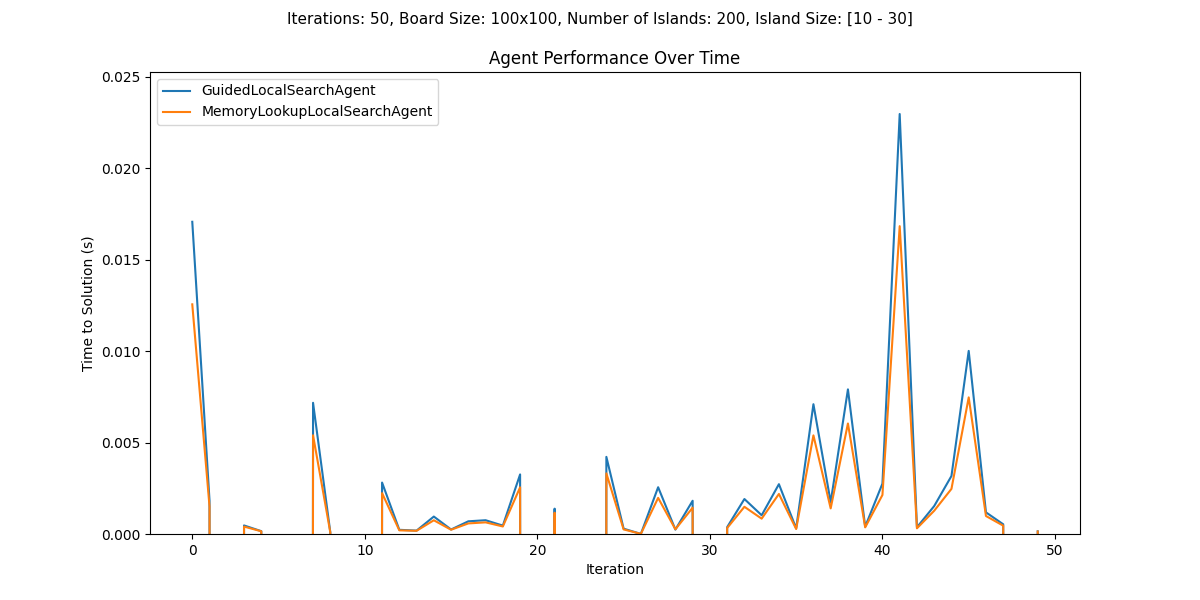 Iterations: 50, Board Size: 100x100, Number of Islands: 200, Island Size: [10 - 30]
Agent Performance Over Time
GuidedLocalSearchAgent
MemoryLookupLocalSearchAgent
Time to Solution (s)
0.025
0.020
0.015
0.010
0.005
0.000
0 10 20 30 40 50
Iteration